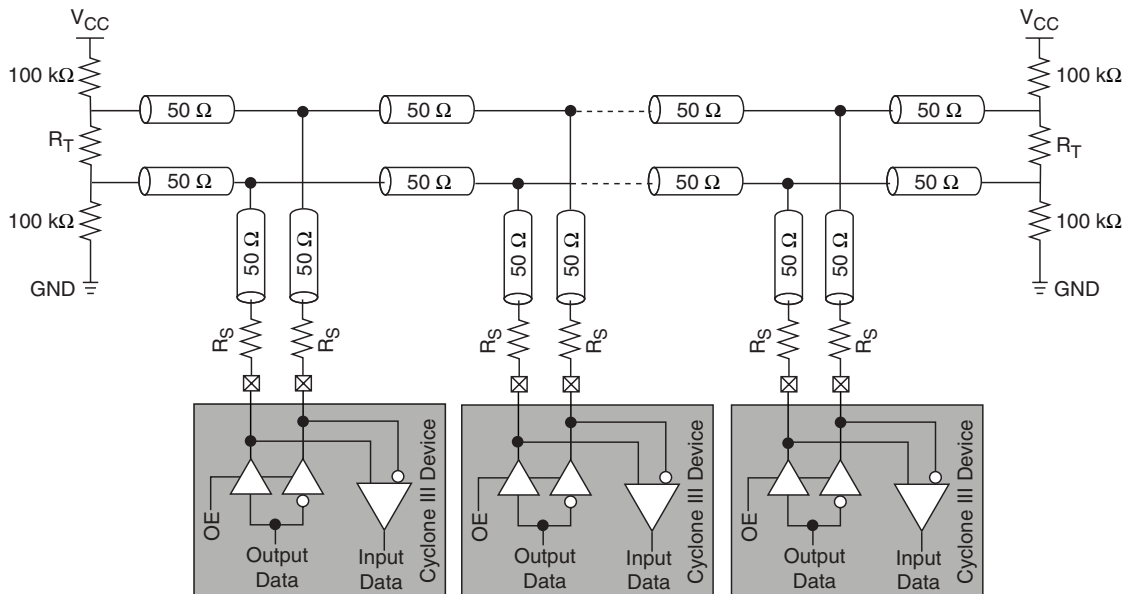 VCC
VCC
100 kΩ
100 kΩ
50 Ω
50 Ω
50 Ω
50 Ω
RT
RT
50 Ω
50 Ω
50 Ω
50 Ω
100 kΩ
100 kΩ
50 Ω
50 Ω
50 Ω
50 Ω
50 Ω
50 Ω
GND
GND
RS
RS
RS
RS
RS
RS
OE
Output
Data
Input
Data
Cyclone III Device
OE
Output
Data
Input
Data
Cyclone III Device
OE
Output
Data
Input
Data
Cyclone III Device